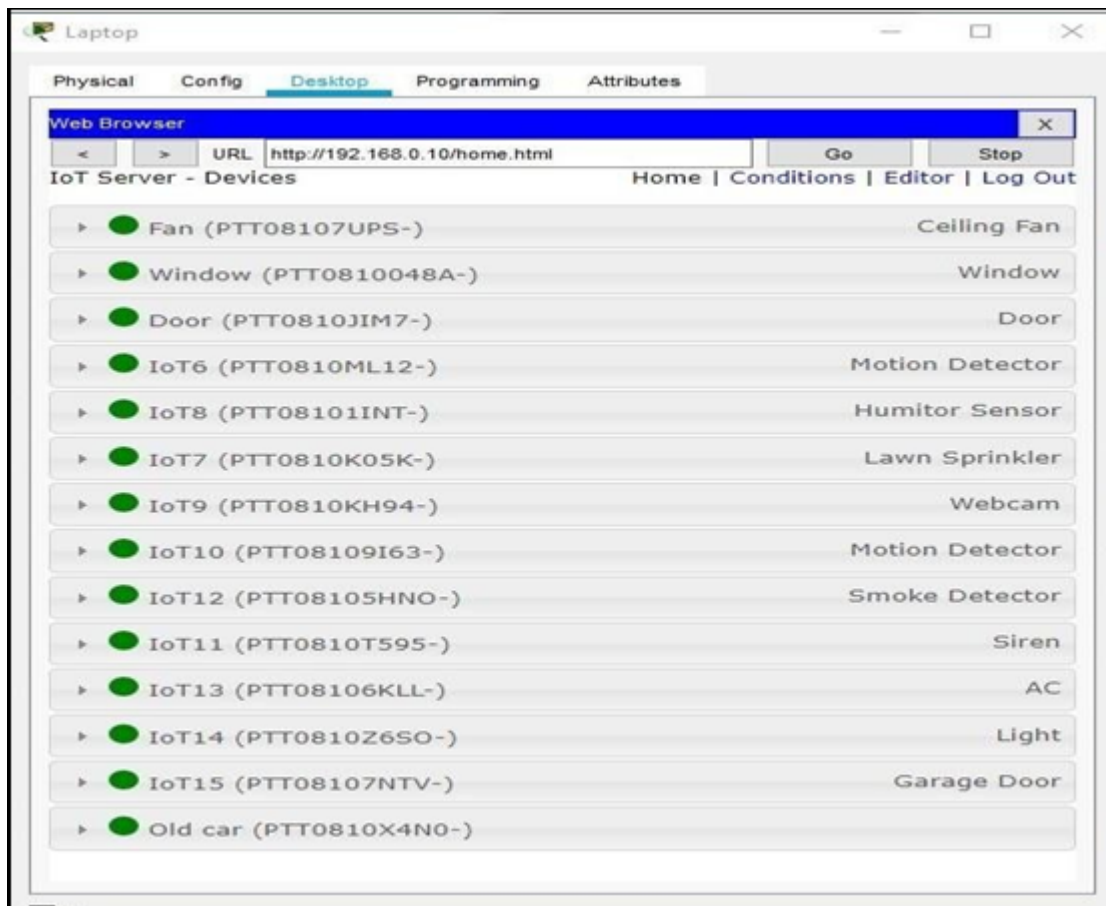 Laptop
Physical Config Desktop Programming Attributes
Web Browser X
< > URL http://192.168.0.10/home.html Go Stop
IoT Server - Devices Home | Conditions | Editor | Log Out
Fan (PTT08107UPS-) Ceiling Fan
Window (PTT0810048A-) Window
Door (PTT0810JIM7-) Door
IoT6 (PTT0810ML12-) Motion Detector
IoT8 (PTT08101INT-) Humitor Sensor
IoT7 (PTT0810K05K-) Lawn Sprinkler
IoT9 (PTT0810KH94-) Webcam
IoT10 (PTT08109I63-) Motion Detector
IoT12 (PTT08105HNO-) Smoke Detector
IoT11 (PTT0810T595-) Siren
IoT13 (PTT08106KLL-) AC
IoT14 (PTT0810Z6SO-) Light
IoT15 (PTT08107NTV-) Garage Door
Old car (PTT0810X4N0-)